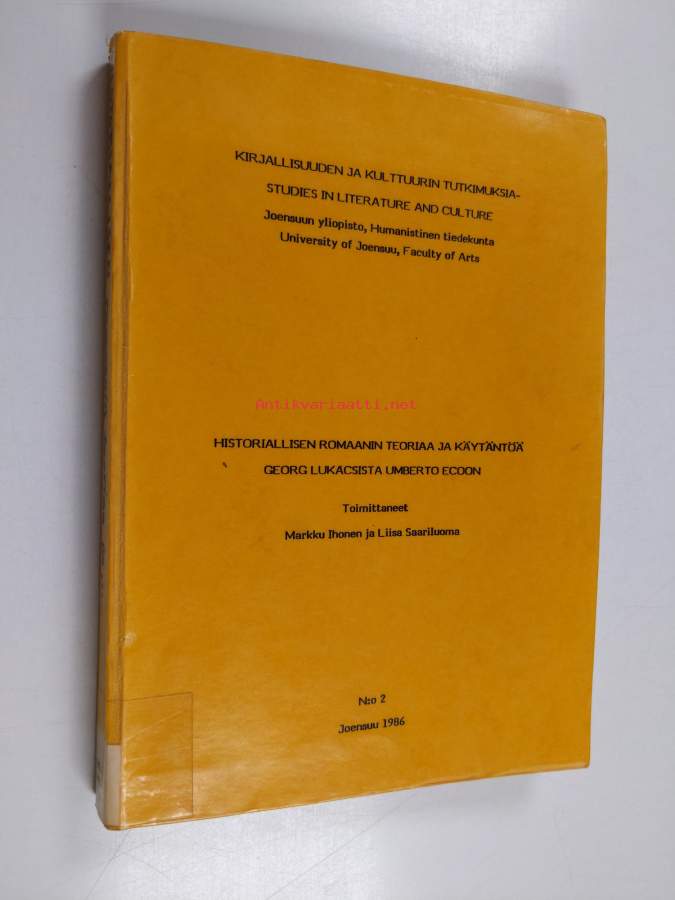 KIRJALLISUUDEN JA KULTTUURIN TUTKIMUKSIA-
STUDIES IN LITERATURE AND CULTURE
Joensuun yliopisto, Humanistinen tiedekunta
University of Joensuu, Faculty of Arts
Antikvariaatti.net
HISTORIALLISEN ROMAANIN TEORIAA JA KÄYTÄNTÖÄ
GEORG LUKACSISTA UMBERTO ECOON
Toimittaneet
Markku Ihonen ja Liisa Saariluoma
N:o 2
Joensuu 1986